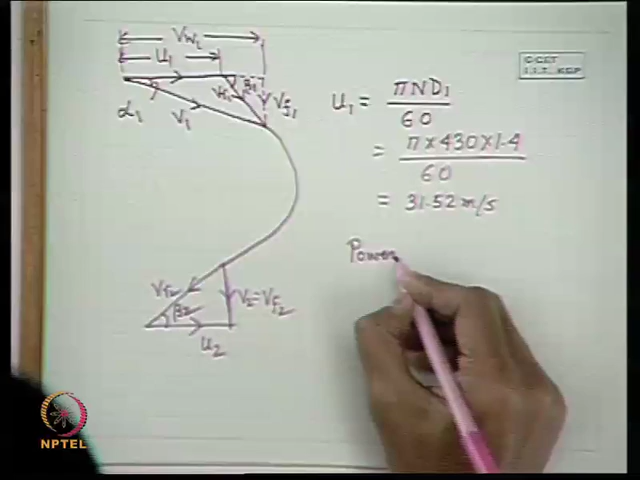 Vw1
U1
α1
V1
Vr1
β1
Vf1
U1 = πND1 / 60
= π×430×1.4 / 60
= 31.52 m/s
Power
Vr2
β2
V2=Vf2
U2
C CET
I.I.T. KGP
NPTEL